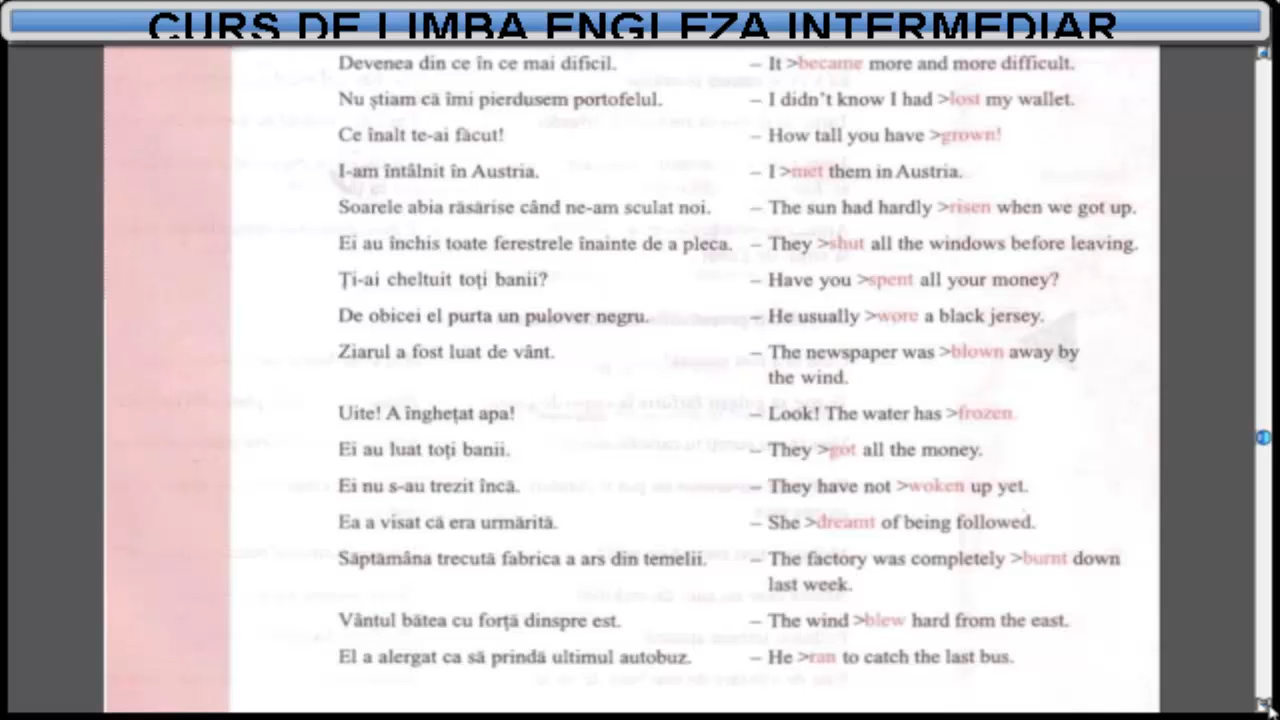 CURS DE LIMBA ENGLEZA INTERMEDIAR
Devenea din ce în ce mai dificil. – It >became more and more difficult.
Nu știam că îmi pierdusem portofelul. – I didn't know I had >lost my wallet.
Ce înalt te-ai făcut! – How tall you have >grown!
I-am întâlnit în Austria. – I >met them in Austria.
Soarele abia răsărise când ne-am sculat noi. – The sun had hardly >risen when we got up.
Ei au închis toate ferestrele înainte de a pleca. – They >shut all the windows before leaving.
Ți-ai cheltuit toți banii? – Have you >spent all your money?
De obicei el purta un pulover negru. – He usually >wore a black jersey.
Ziarul a fost luat de vânt. – The newspaper was >blown away by
the wind.
Uite! A înghețat apa! – Look! The water has >frozen.
Ei au luat toți banii. – They >got all the money.
Ei nu s-au trezit încă. – They have not >woken up yet.
Ea a visat că era urmărită. – She >dreamt of being followed.
Săptămâna trecută fabrica a ars din temelii. – The factory was completely >burnt down
last week.
Vântul bătea cu forță dinspre est. – The wind >blew hard from the east.
El a alergat ca să prindă ultimul autobuz. – He >ran to catch the last bus.